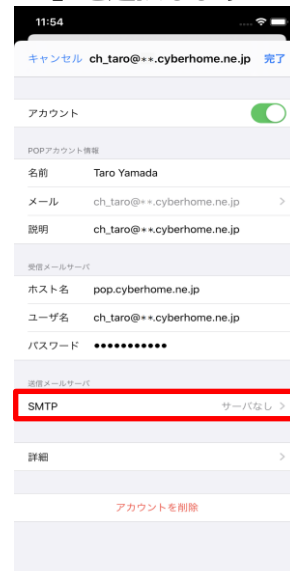 11:54
キャンセル ch_taro@**.cyberhome.ne.jp 完了
アカウント
POPアカウント情報
名前 Taro Yamada
メール ch_taro@**.cyberhome.ne.jp >
説明 ch_taro@**.cyberhome.ne.jp
受信メールサーバ
ホスト名 pop.cyberhome.ne.jp
ユーザ名 ch_taro@**.cyberhome.ne.jp
パスワード ●●●●●●●●●●●
送信メールサーバ
SMTP サーバなし >
詳細 >
アカウントを削除